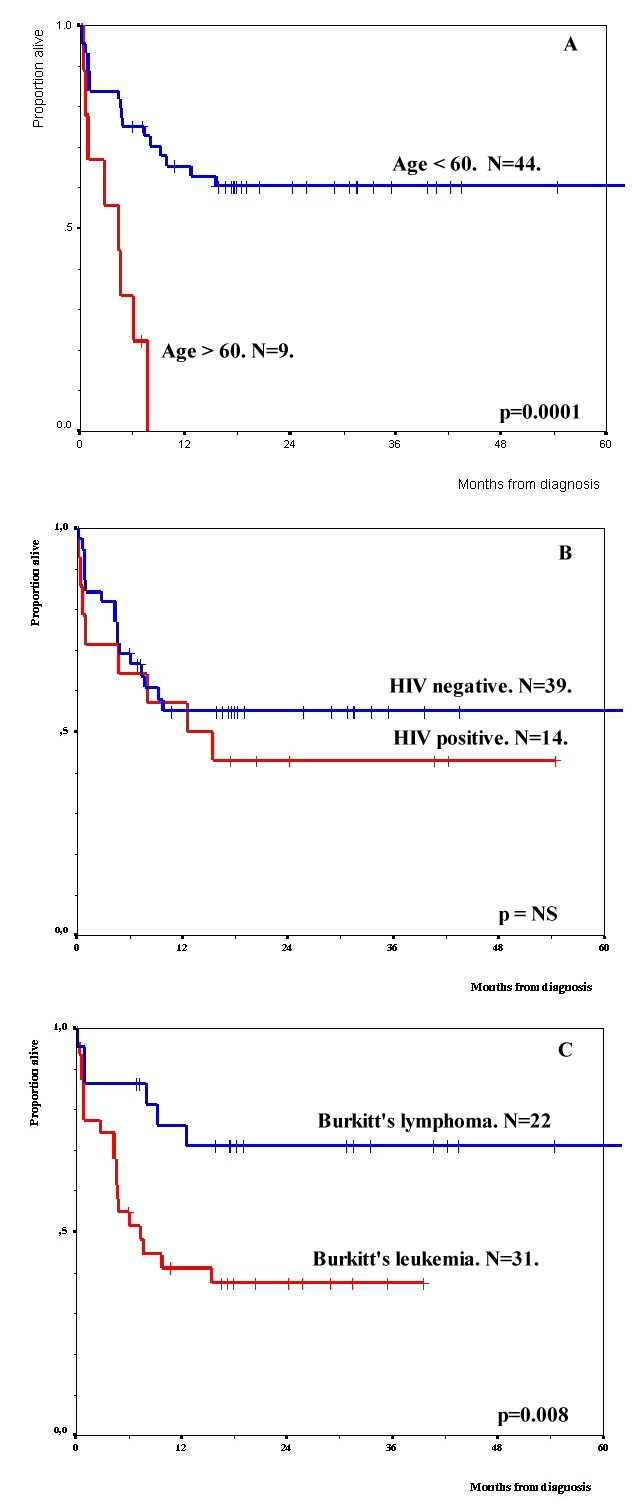 1.0
A
Proportion alive
Age < 60. N=44.
.5
Age > 60. N=9.
p=0.0001
0.0
0 12 24 36 48 60
Months from diagnosis
1,0
B
Proportion alive
HIV negative. N=39.
,5
HIV positive. N=14.
p = NS
0,0
0 12 24 36 48 60
Months from diagnosis
1,0
C
Proportion alive
Burkitt's lymphoma. N=22
,5
Burkitt's leukemia. N=31.
p=0.008
0,0
0 12 24 36 48 60
Months from diagnosis